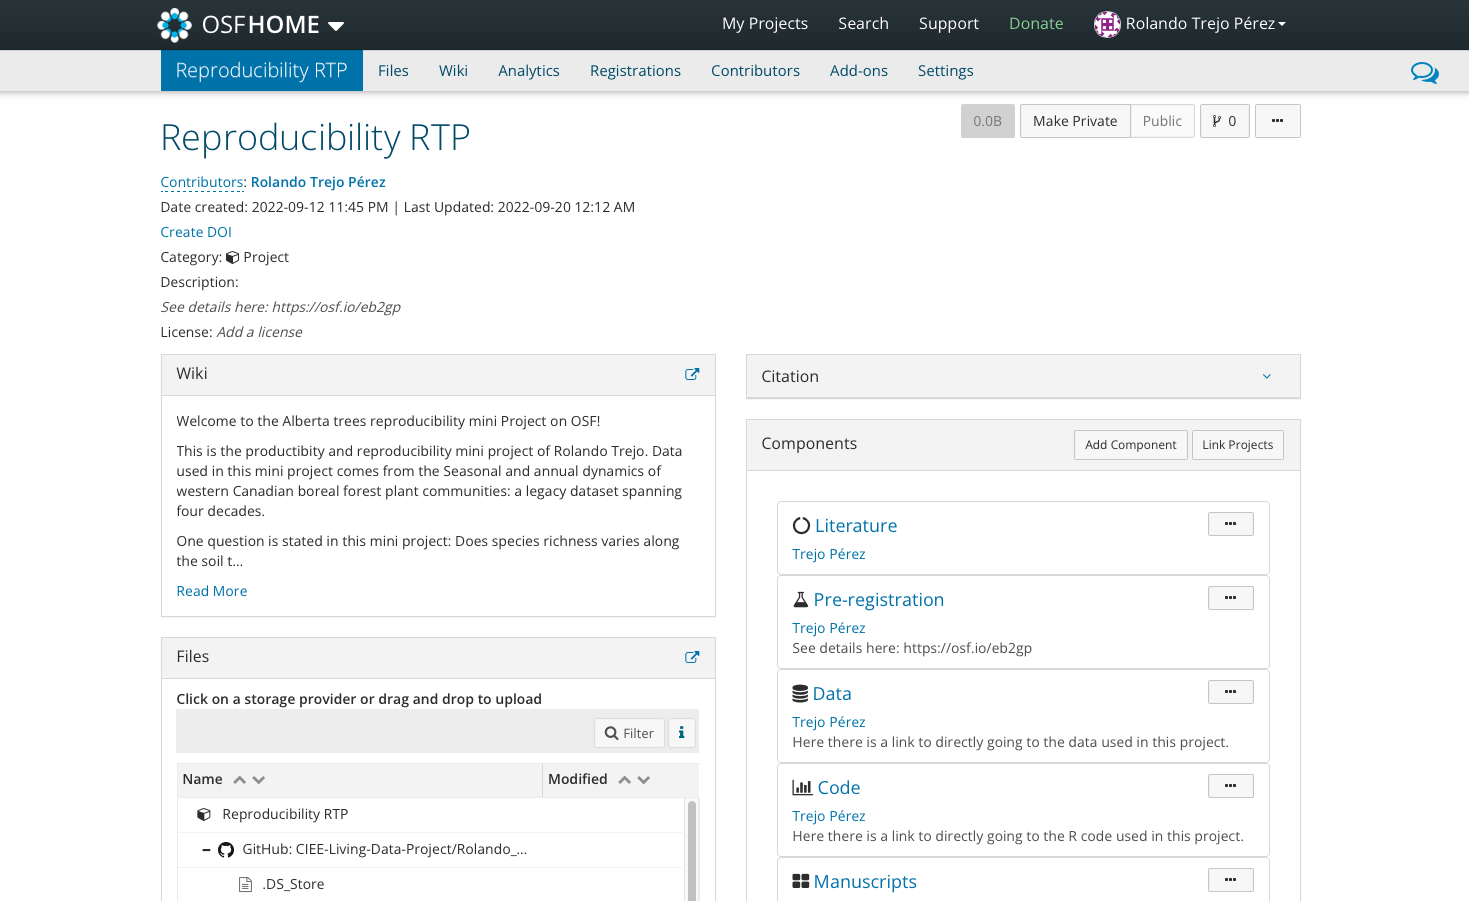 OSFHOME
My Projects
Search
Support
Donate
Rolando Trejo Pérez
Reproducibility RTP
Files
Wiki
Analytics
Registrations
Contributors
Add-ons
Settings
Reproducibility RTP
0.0B
Make Private
Public
0
Contributors: Rolando Trejo Pérez
Date created: 2022-09-12 11:45 PM | Last Updated: 2022-09-20 12:12 AM
Create DOI
Category: Project
Description:
See details here: https://osf.io/eb2gp
License: Add a license
Wiki
Welcome to the Alberta trees reproducibility mini Project on OSF!
This is the productibity and reproducibility mini project of Rolando Trejo. Data
used in this mini project comes from the Seasonal and annual dynamics of
western Canadian boreal forest plant communities: a legacy dataset spanning
four decades.
One question is stated in this mini project: Does species richness varies along
the soil t...
Read More
Files
Click on a storage provider or drag and drop to upload
Filter
Name
Modified
Reproducibility RTP
GitHub: CIEE-Living-Data-Project/Rolando_...
.DS_Store
Citation
Components
Add Component
Link Projects
Literature
Trejo Pérez
Pre-registration
Trejo Pérez
See details here: https://osf.io/eb2gp
Data
Trejo Pérez
Here there is a link to directly going to the data used in this project.
Code
Trejo Pérez
Here there is a link to directly going to the R code used in this project.
Manuscripts